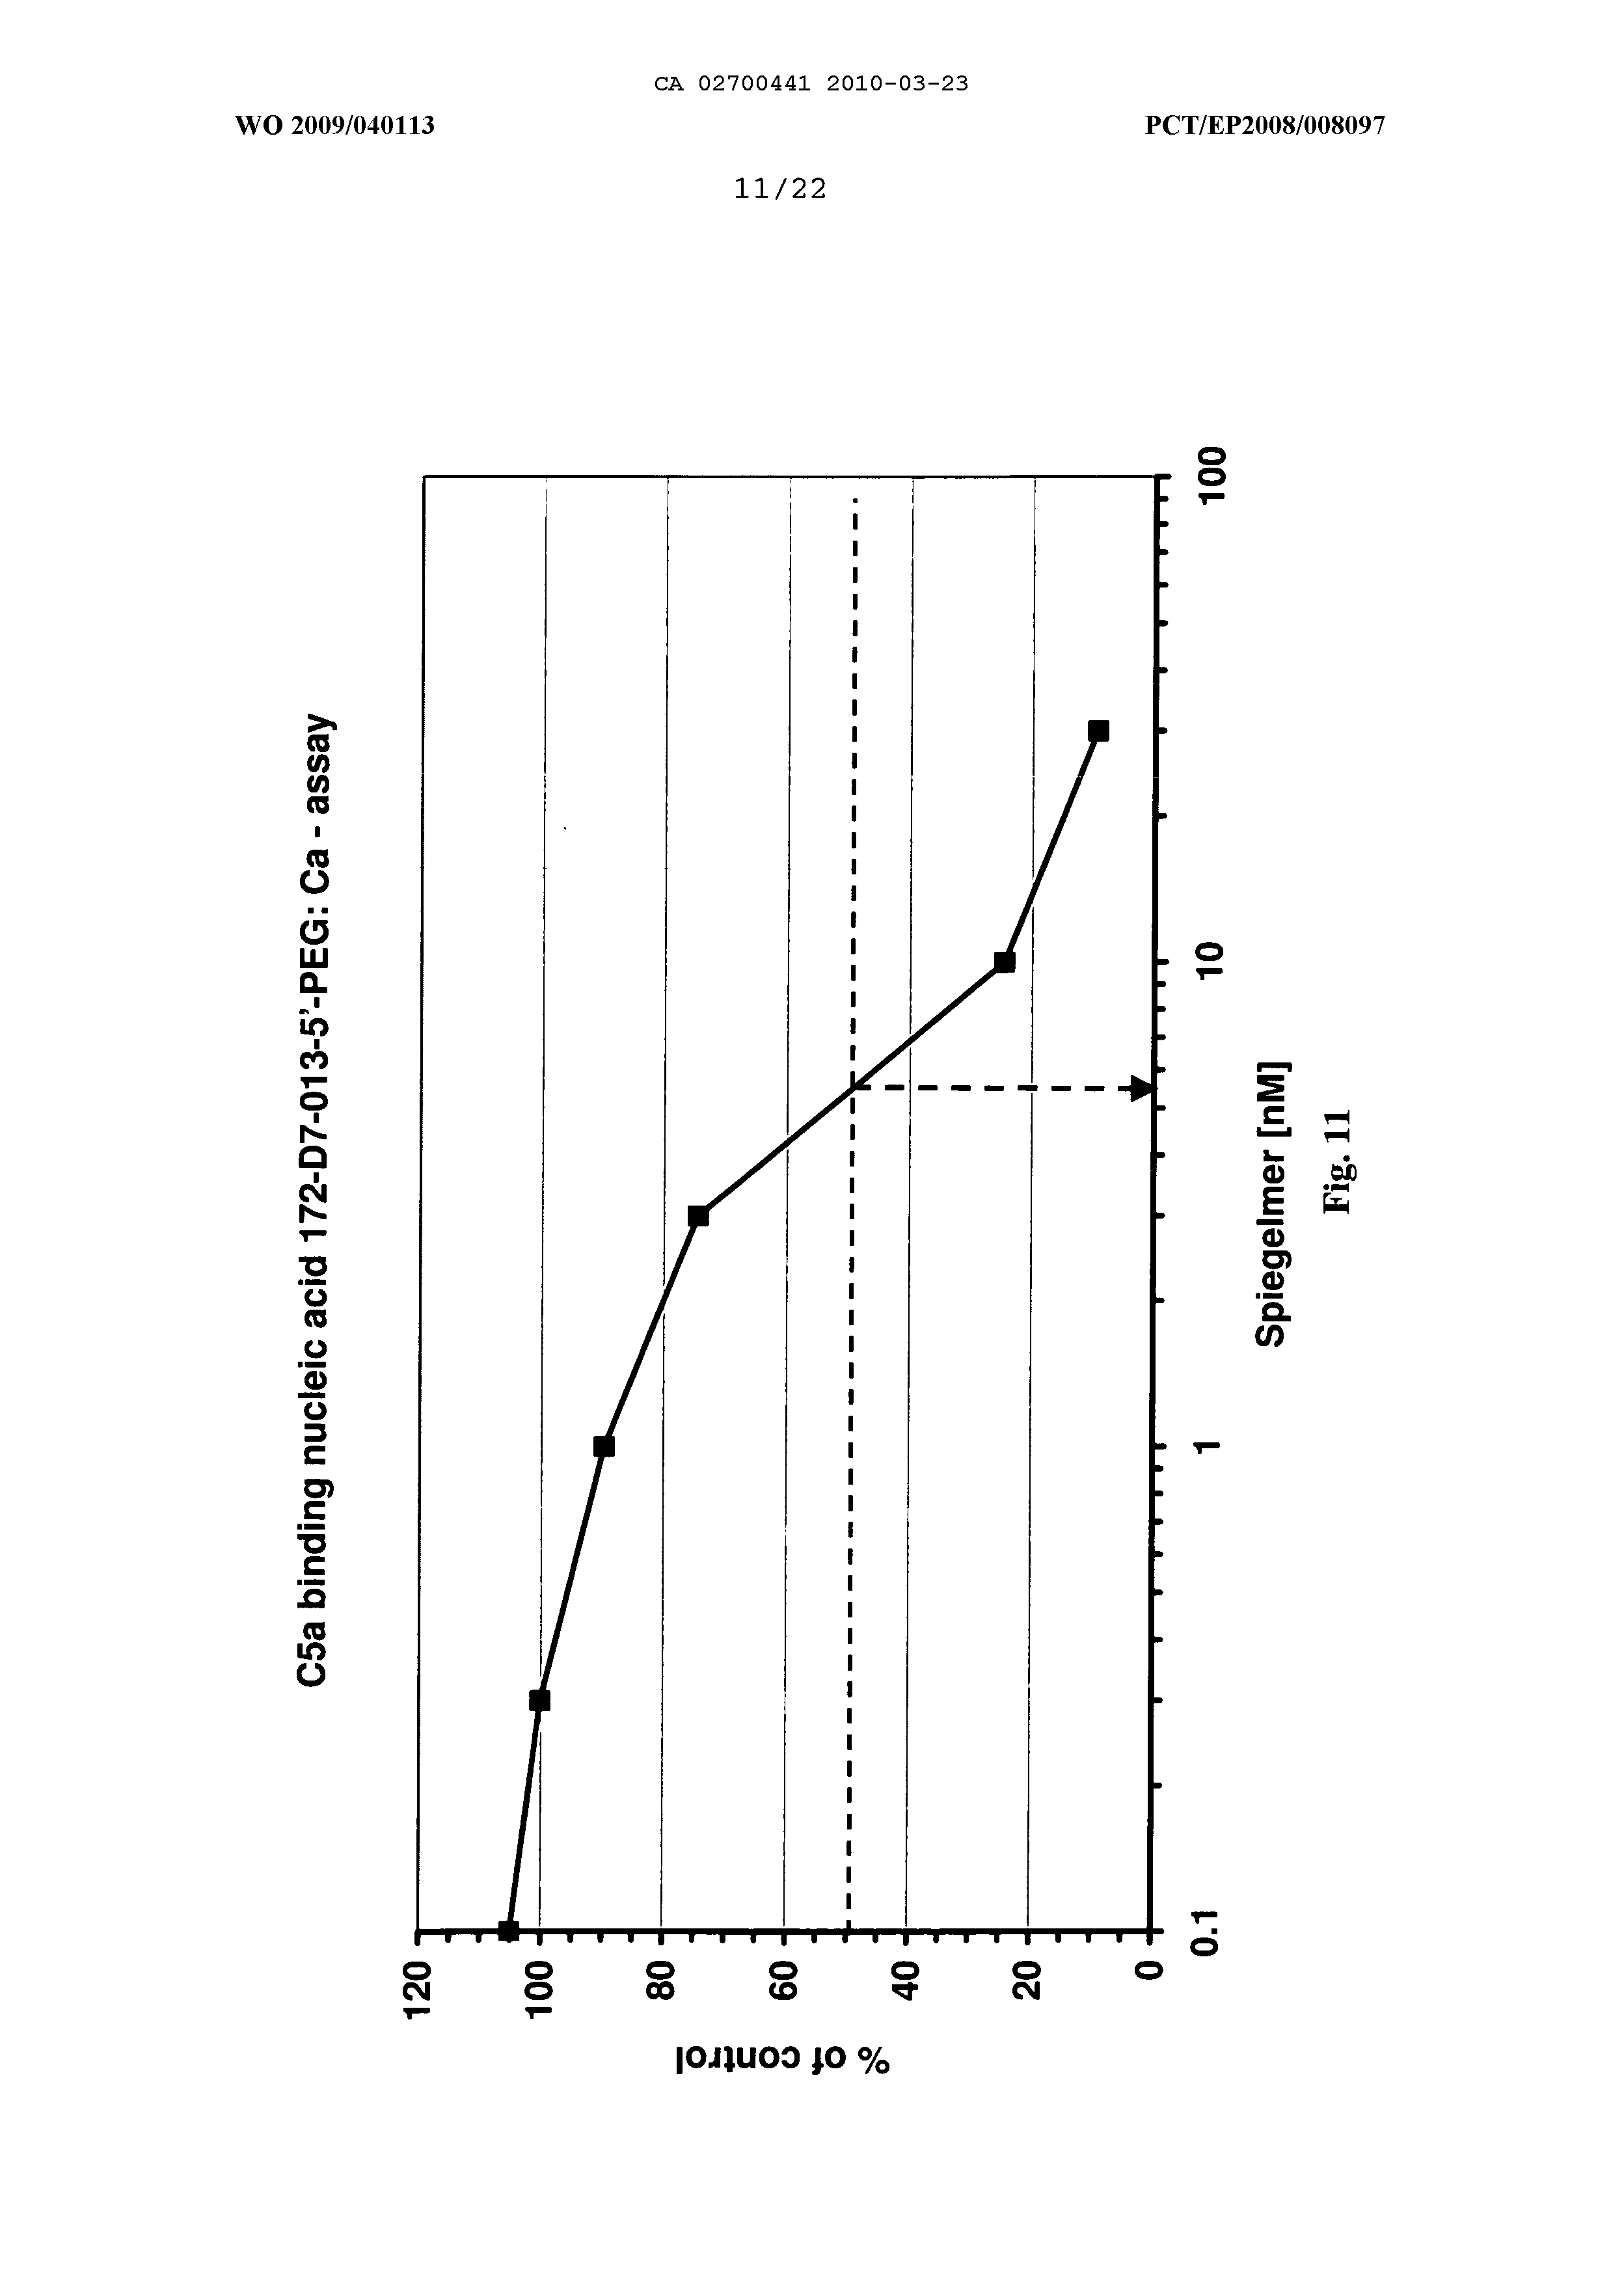 CA 02700441 2010-03-23
WO 2009/040113 PCT/EP2008/008097
11/22
C5a binding nucleic acid 172-D7-013-5'-PEG: Ca - assay
% of control
120
100
80
60
40
20
0
0.1 1 10 100
Spiegelmer [nM]
Fig. 11